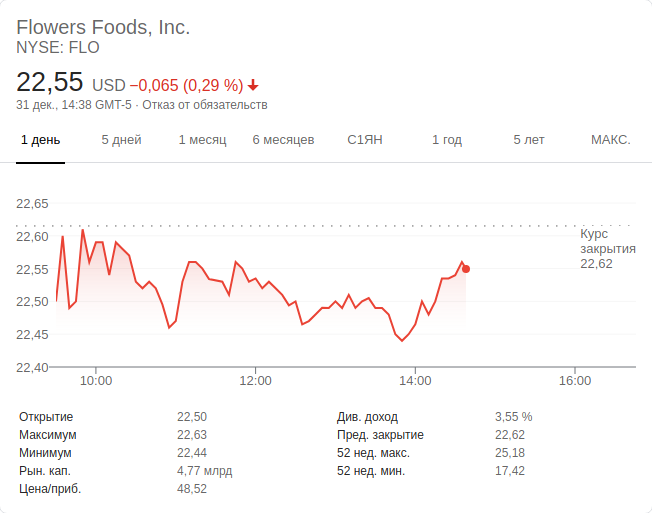 Flowers Foods, Inc.
NYSE: FLO
22,55 USD −0,065 (0,29 %)
31 дек., 14:38 GMT-5 · Отказ от обязательств
1 день 5 дней 1 месяц 6 месяцев С1ЯН 1 год 5 лет МАКС.
22,65
22,60
22,55
22,50
22,45
22,40
Курс
закрытия
22,62
10:00 12:00 14:00 16:00
Открытие 22,50 Див. доход 3,55 %
Максимум 22,63 Пред. закрытие 22,62
Минимум 22,44 52 нед. макс. 25,18
Рын. кап. 4,77 млрд 52 нед. мин. 17,42
Цена/приб. 48,52